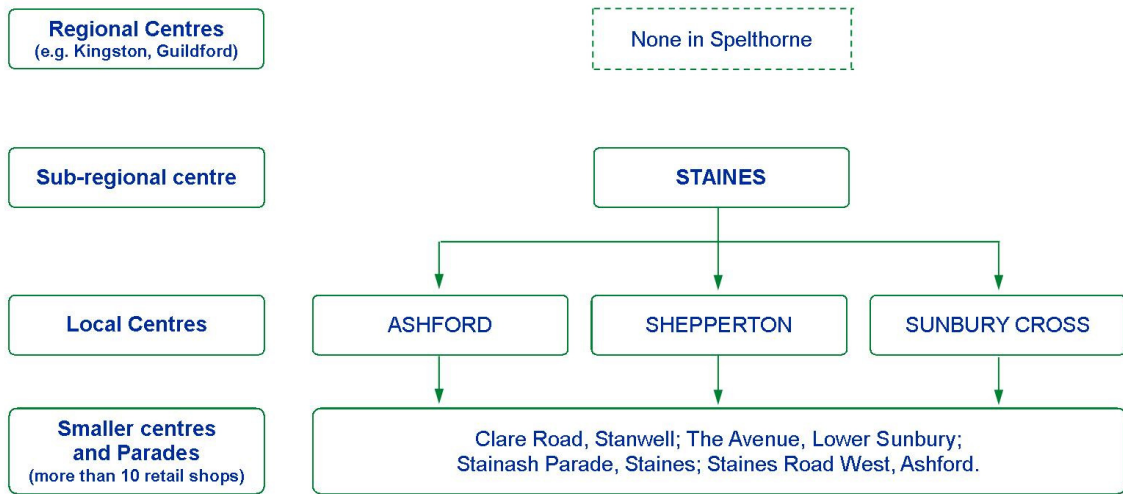 Regional Centres
(e.g. Kingston, Guildford)
None in Spelthorne
Sub-regional centre
STAINES
Local Centres
ASHFORD
SHEPPERTON
SUNBURY CROSS
Smaller centres
and Parades
(more than 10 retail shops)
Clare Road, Stanwell; The Avenue, Lower Sunbury;
Stainash Parade, Staines; Staines Road West, Ashford.